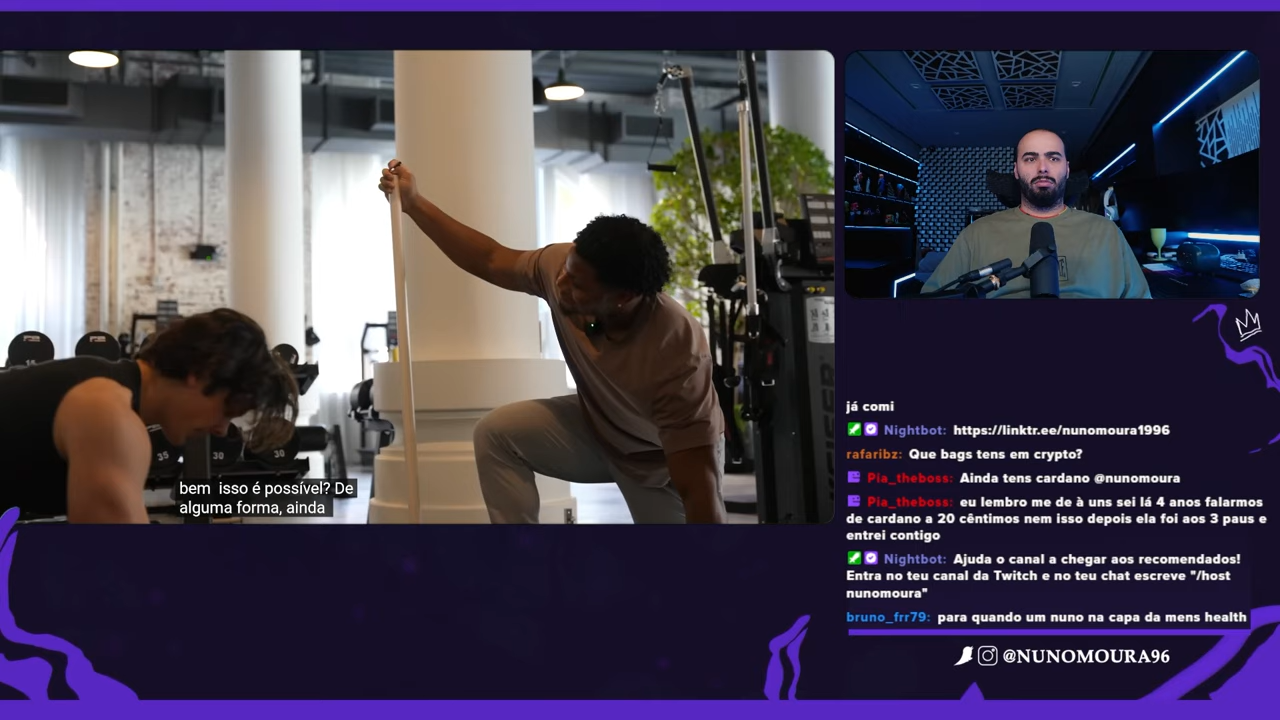 bem isso é possível? De
alguma forma, ainda
35
30
30
já comi
Nightbot: https://linktr.ee/nunomoura1996
rafaribz: Que bags tens em crypto?
Pia_theboss: Ainda tens cardano @nunomoura
Pia_theboss: eu lembro me de à uns sei lá 4 anos falarmos
de cardano a 20 cêntimos nem isso depois ela foi aos 3 paus e
entrei contigo
Nightbot: Ajuda o canal a chegar aos recomendados!
Entra no teu canal da Twitch e no teu chat escreve "/host
nunomoura"
bruno_frr79: para quando um nuno na capa da mens health
@NUNOMOURA96